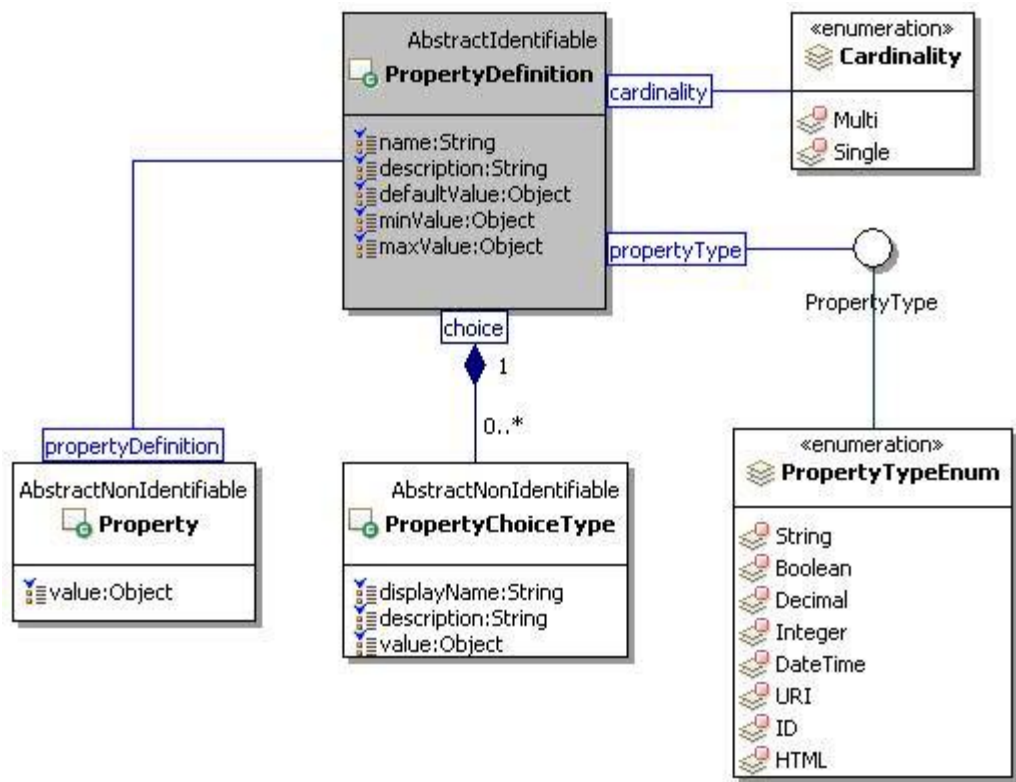 AbstractIdentifiable
PropertyDefinition
name:String
description:String
defaultValue:Object
minValue:Object
maxValue:Object
cardinality
«enumeration»
Cardinality
Multi
Single
propertyType
PropertyType
choice
1
0..*
propertyDefinition
AbstractNonIdentifiable
Property
value:Object
AbstractNonIdentifiable
PropertyChoiceType
displayName:String
description:String
value:Object
«enumeration»
PropertyTypeEnum
String
Boolean
Decimal
Integer
DateTime
URI
ID
HTML